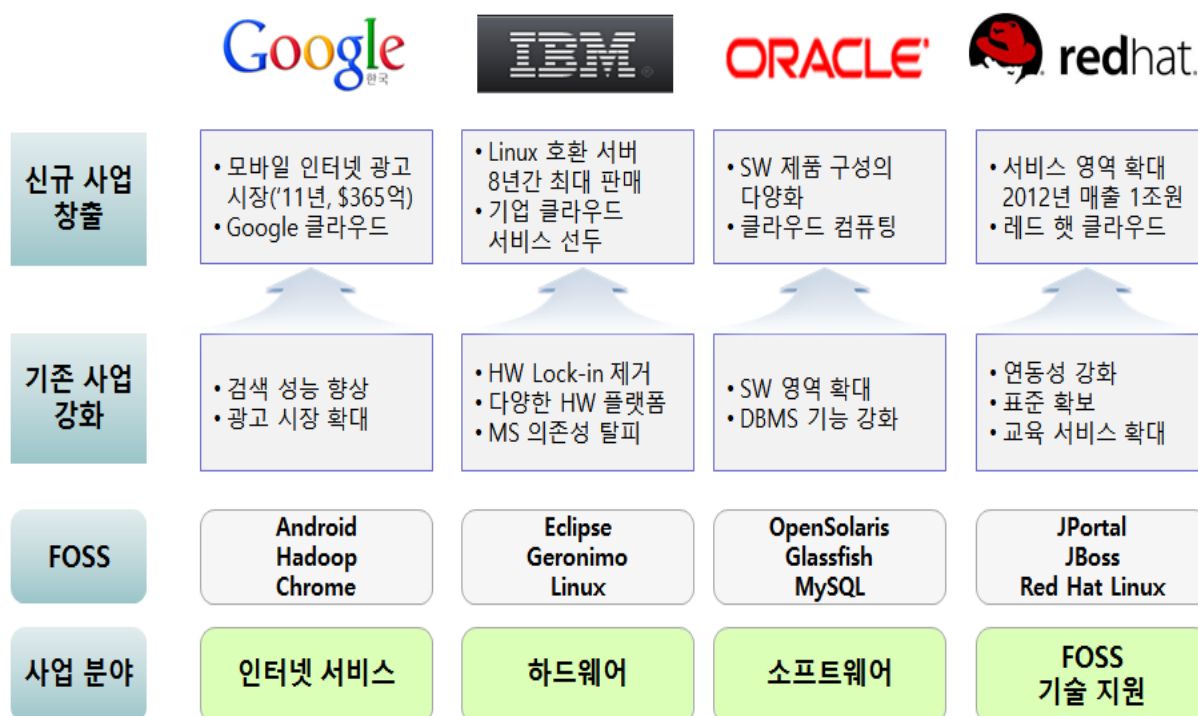 Google
한국
IBM
ORACLE
redhat.
신규 사업
창출
• 모바일 인터넷 광고
시장('11년, $365억)
• Google 클라우드
• Linux 호환 서버
8년간 최대 판매
• 기업 클라우드
서비스 선두
• SW 제품 구성의
다양화
• 클라우드 컴퓨팅
• 서비스 영역 확대
2012년 매출 1조원
• 레드 햇 클라우드
기존 사업
강화
• 검색 성능 향상
• 광고 시장 확대
• HW Lock-in 제거
• 다양한 HW 플랫폼
• MS 의존성 탈피
• SW 영역 확대
• DBMS 기능 강화
• 연동성 강화
• 표준 확보
• 교육 서비스 확대
FOSS
Android
Hadoop
Chrome
Eclipse
Geronimo
Linux
OpenSolaris
Glassfish
MySQL
JPortal
JBoss
Red Hat Linux
사업 분야
인터넷 서비스
하드웨어
소프트웨어
FOSS
기술 지원